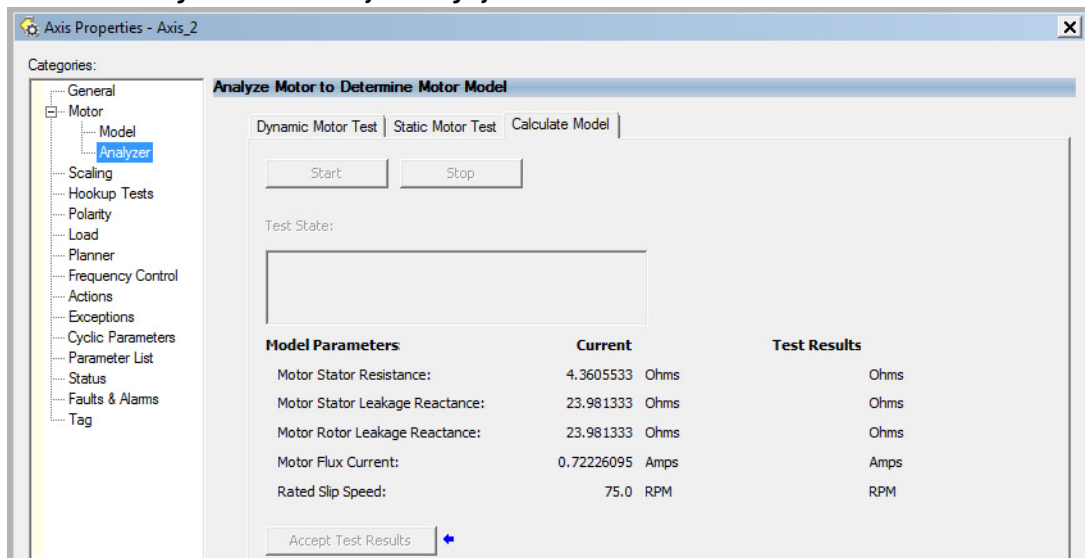 Axis Properties - Axis_2
Categories:
General
Motor
Model
Analyzer
Scaling
Hookup Tests
Polarity
Load
Planner
Frequency Control
Actions
Exceptions
Cyclic Parameters
Parameter List
Status
Faults & Alarms
Tag
Analyze Motor to Determine Motor Model
Dynamic Motor Test Static Motor Test Calculate Model
Start Stop
Test State:
Model Parameters: Current Test Results
Motor Stator Resistance: 4.3605533 Ohms Ohms
Motor Stator Leakage Reactance: 23.981333 Ohms Ohms
Motor Rotor Leakage Reactance: 23.981333 Ohms Ohms
Motor Flux Current: 0.72226095 Amps Amps
Rated Slip Speed: 75.0 RPM RPM
Accept Test Results